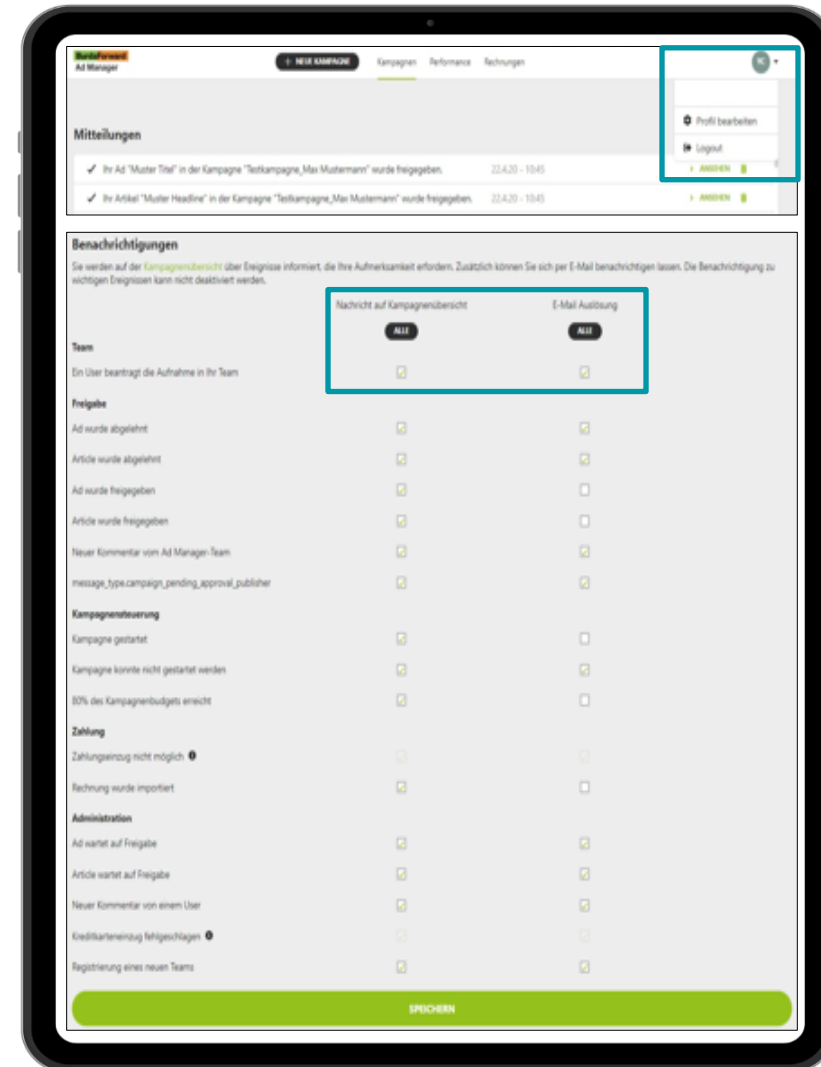 BurdaForward
Ad Manager
+ NEUE KAMPAGNE Kampagnen Performance Rechnungen
Profil bearbeiten
Logout
Mitteilungen
Ihr Ad "Muster Titel" in der Kampagne "Testkampagne_Max Mustermann" wurde freigegeben. 22.4.20 - 10:45 ANSEHEN
Ihr Artikel "Muster Headline" in der Kampagne "Testkampagne_Max Mustermann" wurde freigegeben. 22.4.20 - 10:45 ANSEHEN
Benachrichtigungen
Sie werden auf der Kampagnenübersicht über Ereignisse informiert, die Ihre Aufmerksamkeit erfordern. Zusätzlich können Sie sich per E-Mail benachrichtigen lassen. Die Benachrichtigung zu
wichtigen Ereignissen kann nicht deaktiviert werden.
Nachricht auf Kampagnenübersicht E-Mail Auslösung
ALLE ALLE
Team
Ein User beantragt die Aufnahme in Ihr Team
Freigabe
Ad wurde abgelehnt
Article wurde abgelehnt
Ad wurde freigegeben
Article wurde freigegeben
Neuer Kommentar vom Ad Manager-Team
message_type.campaign_pending_approval_publisher
Kampagnensteuerung
Kampagne gestartet
Kampagne konnte nicht gestartet werden
80% des Kampagnenbudgets erreicht
Zahlung
Zahlungseinzug nicht möglich
Rechnung wurde importiert
Administration
Ad wartet auf Freigabe
Article wartet auf Freigabe
Neuer Kommentar von einem User
Kreditkarteneinzug fehlgeschlagen
Registrierung eines neuen Teams
SPEICHERN